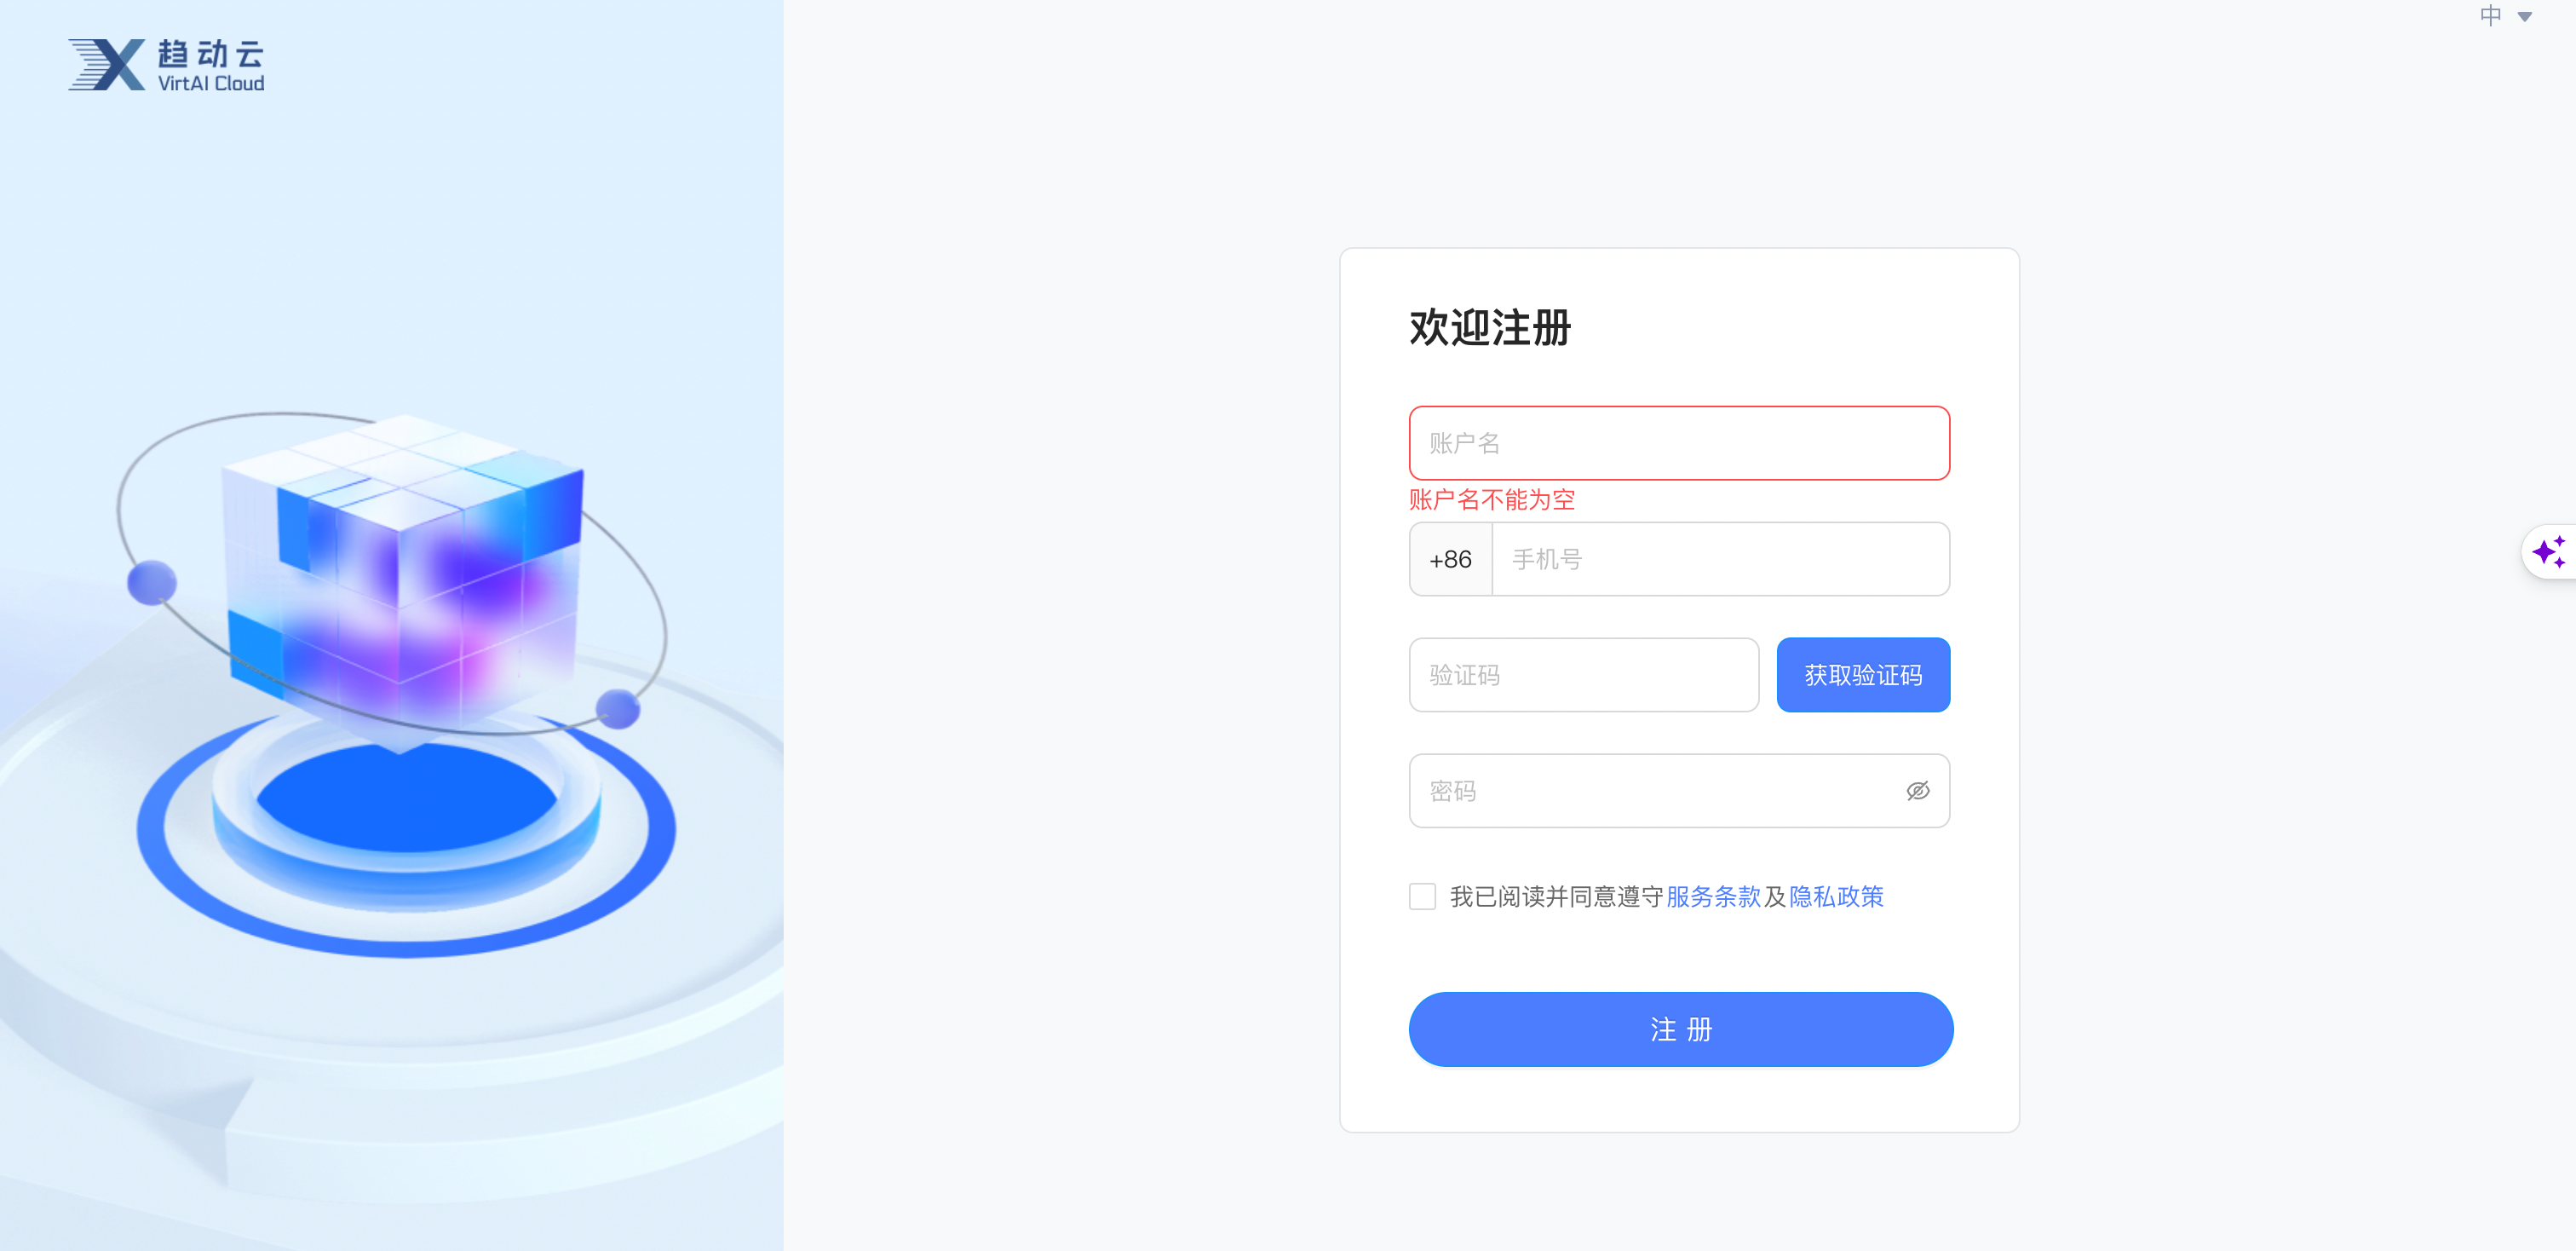 趋动云
VirtAI Cloud
中
欢迎注册
账户名
账户名不能为空
+86 手机号
验证码 获取验证码
密码
我已阅读并同意遵守服务条款及隐私政策
注 册